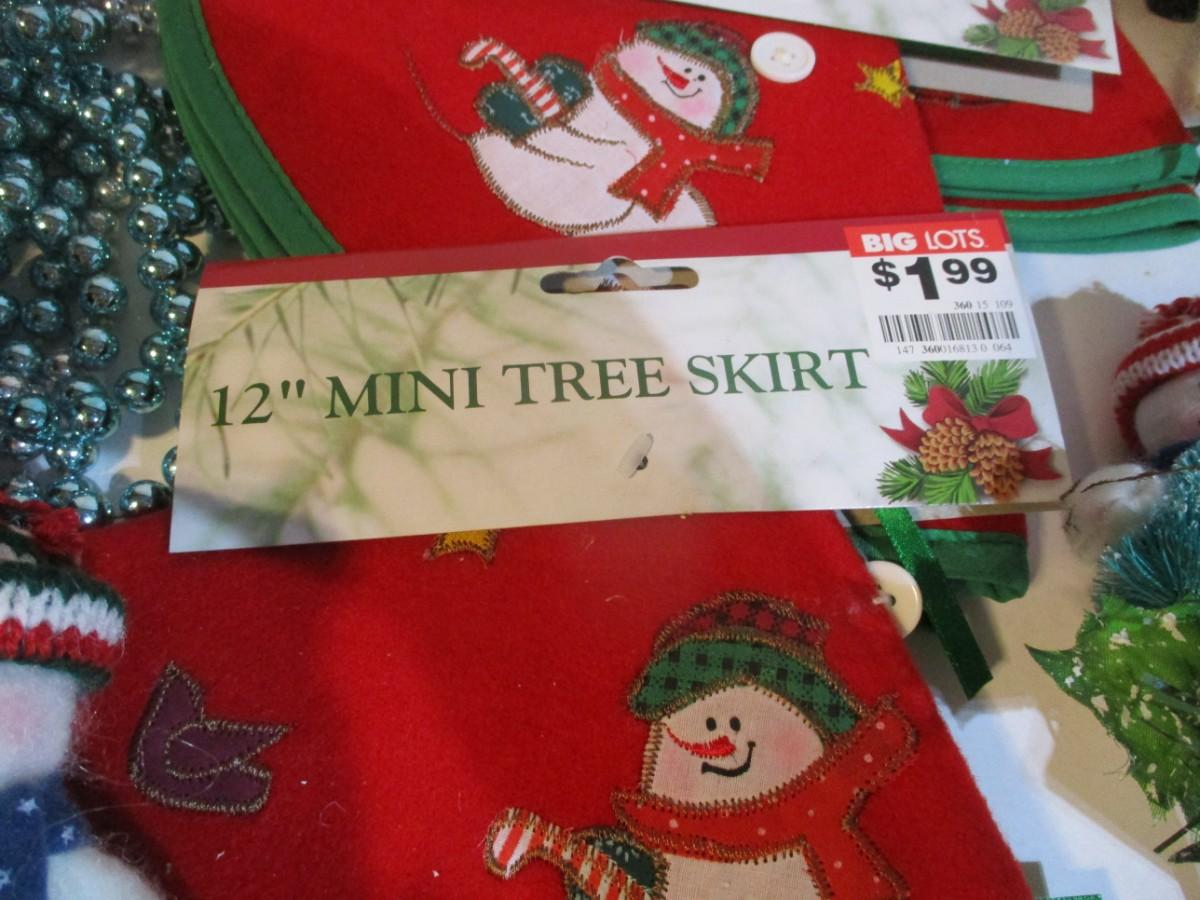 BIG LOTS
$1 99
360 15 109
147 360016813 0 064
12" MINI TREE SKIRT